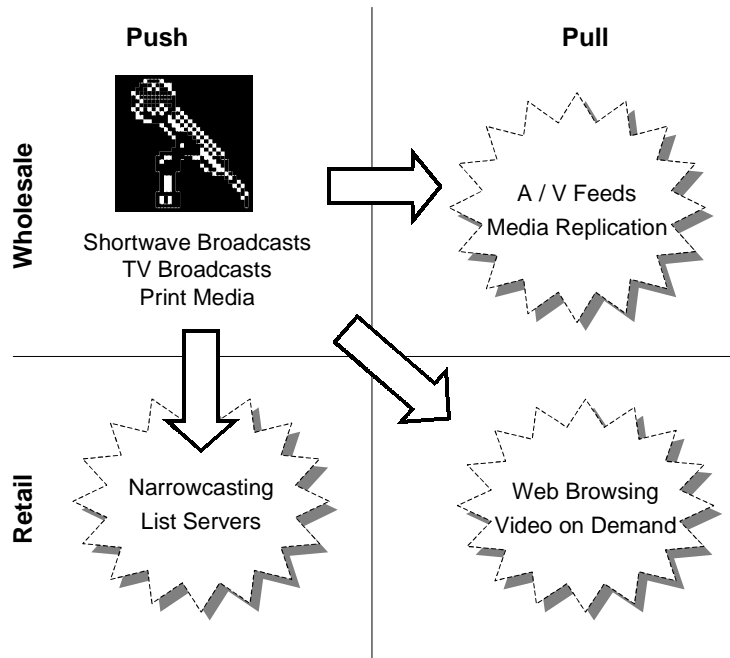 Push
Pull
Wholesale
Shortwave Broadcasts
TV Broadcasts
Print Media
A / V Feeds
Media Replication
Retail
Narrowcasting
List Servers
Web Browsing
Video on Demand